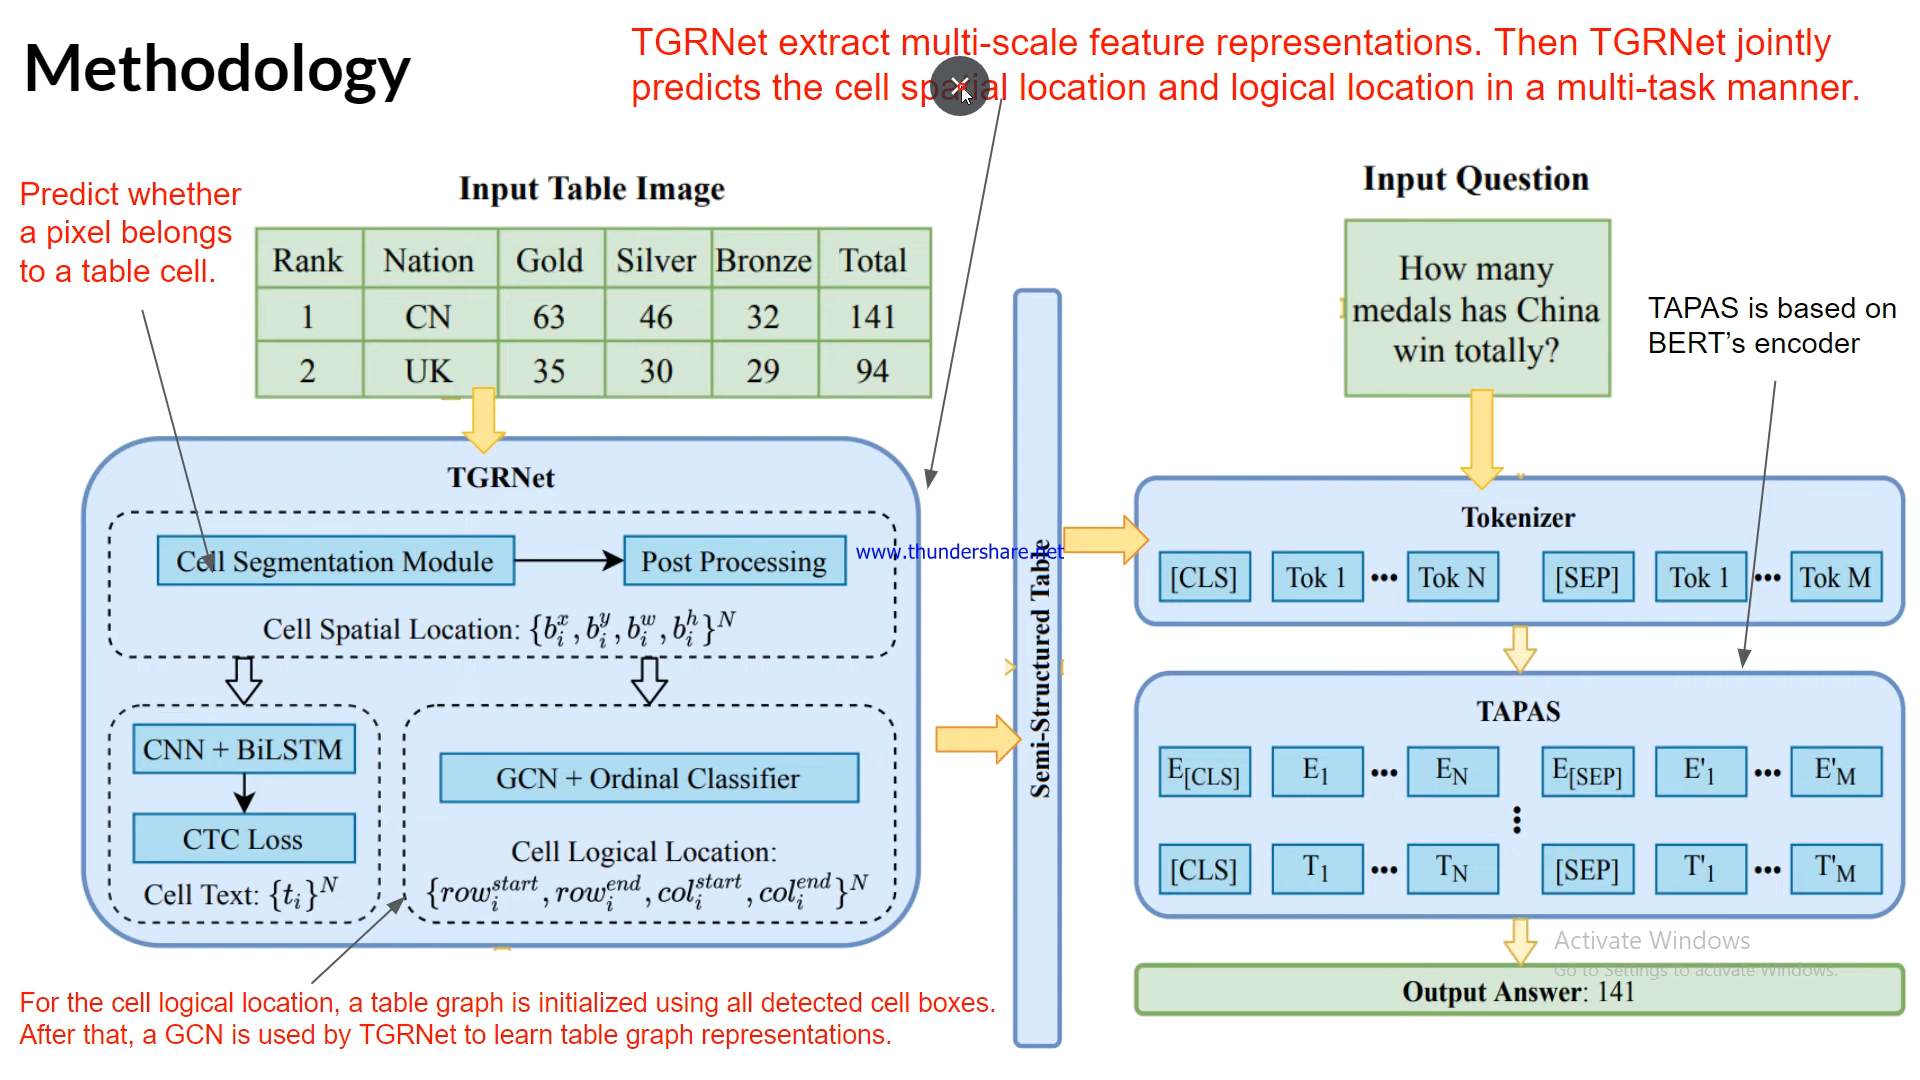 Methodology
TGRNet extract multi-scale feature representations. Then TGRNet jointly
predicts the cell spatial location and logical location in a multi-task manner.
Predict whether
a pixel belongs
to a table cell.
Input Table Image
Rank Nation Gold Silver Bronze Total
1 CN 63 46 32 141
2 UK 35 30 29 94
TGRNet
Cell Segmentation Module
Post Processing
Cell Spatial Location: {b_i^x, b_i^y, b_i^w, b_i^h}^N
CNN + BiLSTM
CTC Loss
Cell Text: {t_i}^N
GCN + Ordinal Classifier
Cell Logical Location:
{row_i^start, row_i^end, col_i^start, col_i^end}^N
For the cell logical location, a table graph is initialized using all detected cell boxes.
After that, a GCN is used by TGRNet to learn table graph representations.
www.thundershare.net
Semi-Structured Table
Input Question
How many
medals has China
win totally?
TAPAS is based on
BERT’s encoder
Tokenizer
[CLS] Tok 1 ••• Tok N [SEP] Tok 1 ••• Tok M
TAPAS
E[CLS] E1 ••• EN E[SEP] E'1 ••• E'M
[CLS] T1 ••• TN [SEP] T'1 ••• T'M
Activate Windows
Go to Settings to activate Windows.
Output Answer: 141